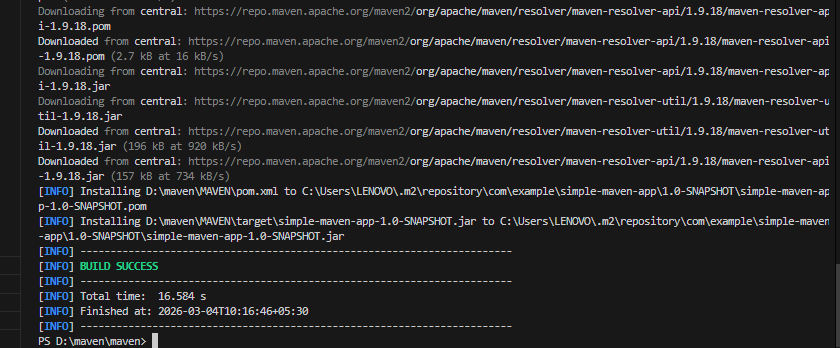 Downloading from central: https://repo.maven.apache.org/maven2/org/apache/maven/resolver/maven-resolver-api/1.9.18/maven-resolver-ap
i-1.9.18.pom
Downloaded from central: https://repo.maven.apache.org/maven2/org/apache/maven/resolver/maven-resolver-api/1.9.18/maven-resolver-api
-1.9.18.pom (2.7 kB at 16 kB/s)
Downloading from central: https://repo.maven.apache.org/maven2/org/apache/maven/resolver/maven-resolver-api/1.9.18/maven-resolver-ap
i-1.9.18.jar
Downloading from central: https://repo.maven.apache.org/maven2/org/apache/maven/resolver/maven-resolver-util/1.9.18/maven-resolver-u
til-1.9.18.jar
Downloaded from central: https://repo.maven.apache.org/maven2/org/apache/maven/resolver/maven-resolver-util/1.9.18/maven-resolver-ut
il-1.9.18.jar (196 kB at 920 kB/s)
Downloaded from central: https://repo.maven.apache.org/maven2/org/apache/maven/resolver/maven-resolver-api/1.9.18/maven-resolver-api
-1.9.18.jar (157 kB at 734 kB/s)
[INFO] Installing D:\maven\MAVEN\pom.xml to C:\Users\LENOVO\.m2\repository\com\example\simple-maven-app\1.0-SNAPSHOT\simple-maven-ap
p-1.0-SNAPSHOT.pom
[INFO] Installing D:\maven\MAVEN\target\simple-maven-app-1.0-SNAPSHOT.jar to C:\Users\LENOVO\.m2\repository\com\example\simple-maven
-app\1.0-SNAPSHOT\simple-maven-app-1.0-SNAPSHOT.jar
[INFO] ------------------------------------------------------------------------
[INFO] BUILD SUCCESS
[INFO] ------------------------------------------------------------------------
[INFO] Total time:  16.584 s
[INFO] Finished at: 2026-03-04T10:16:46+05:30
[INFO] ------------------------------------------------------------------------
PS D:\maven\maven>